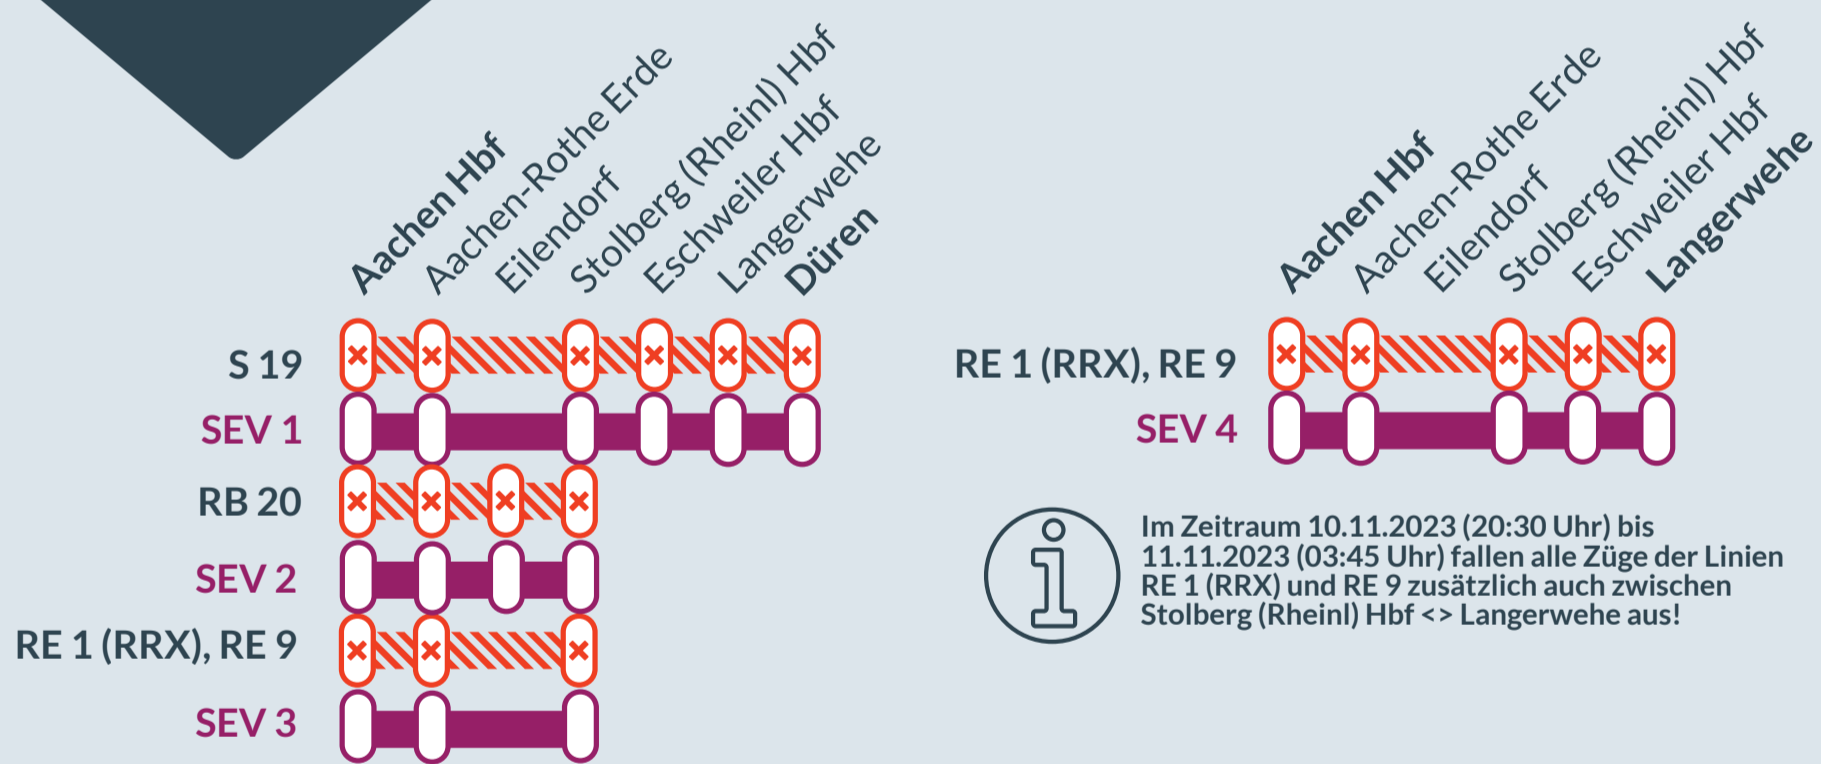 Aachen Hbf
Aachen-Rothe Erde
Eilendorf
Stolberg (Rheinl) Hbf
Eschweiler Hbf
Langerwehe
Düren
S 19
SEV 1
RB 20
SEV 2
RE 1 (RRX), RE 9
SEV 3
Aachen Hbf
Aachen-Rothe Erde
Eilendorf
Stolberg (Rheinl) Hbf
Eschweiler Hbf
Langerwehe
RE 1 (RRX), RE 9
SEV 4
Im Zeitraum 10.11.2023 (20:30 Uhr) bis
11.11.2023 (03:45 Uhr) fallen alle Züge der Linien
RE 1 (RRX) und RE 9 zusätzlich auch zwischen
Stolberg (Rheinl) Hbf <> Langerwehe aus!